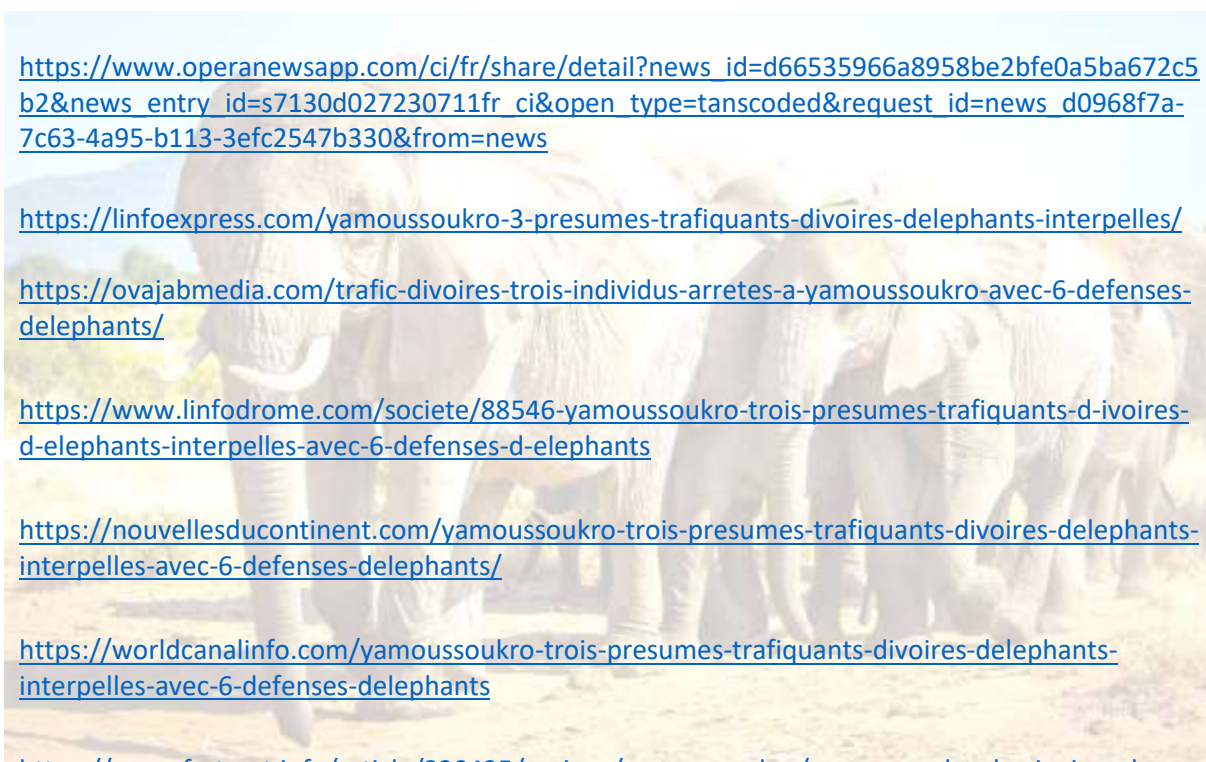 https://www.operanewsapp.com/ci/fr/share/detail?news_id=d66535966a8958be2bfe0a5ba672c5
b2&news_entry_id=s7130d027230711fr_ci&open_type=tanscoded&request_id=news_d0968f7a-
7c63-4a95-b113-3efc2547b330&from=news
https://linfoexpress.com/yamoussoukro-3-presumes-trafiquants-divoires-delephants-interpelles/
https://ovajabmedia.com/trafic-divoires-trois-individus-arretes-a-yamoussoukro-avec-6-defenses-
delephants/
https://www.linfodrome.com/societe/88546-yamoussoukro-trois-presumes-trafiquants-d-ivoires-
d-elephants-interpelles-avec-6-defenses-d-elephants
https://nouvellesducontinent.com/yamoussoukro-trois-presumes-trafiquants-divoires-delephants-
interpelles-avec-6-defenses-delephants/
https://worldcanalinfo.com/yamoussoukro-trois-presumes-trafiquants-divoires-delephants-
interpelles-avec-6-defenses-delephants